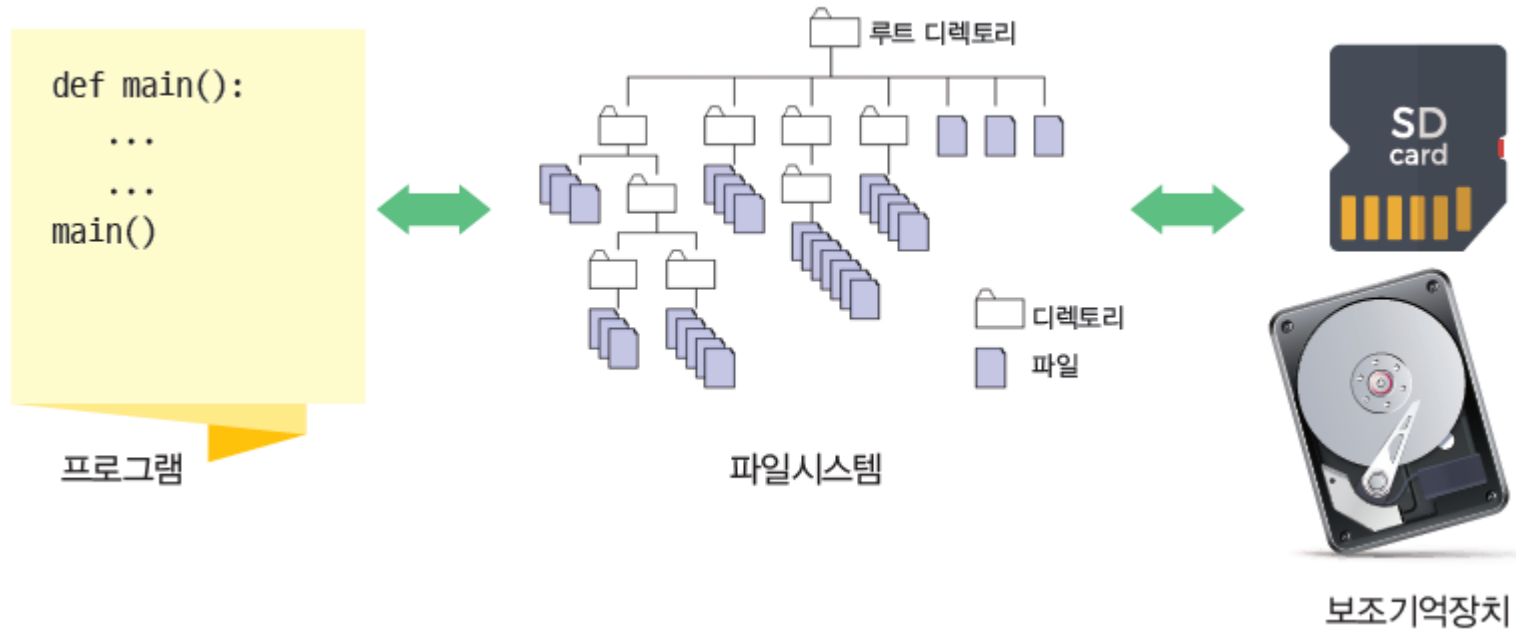 def main():
...
...
main()
프로그램
루트 디렉토리
디렉토리
파일
파일시스템
SD
card
보조기억장치